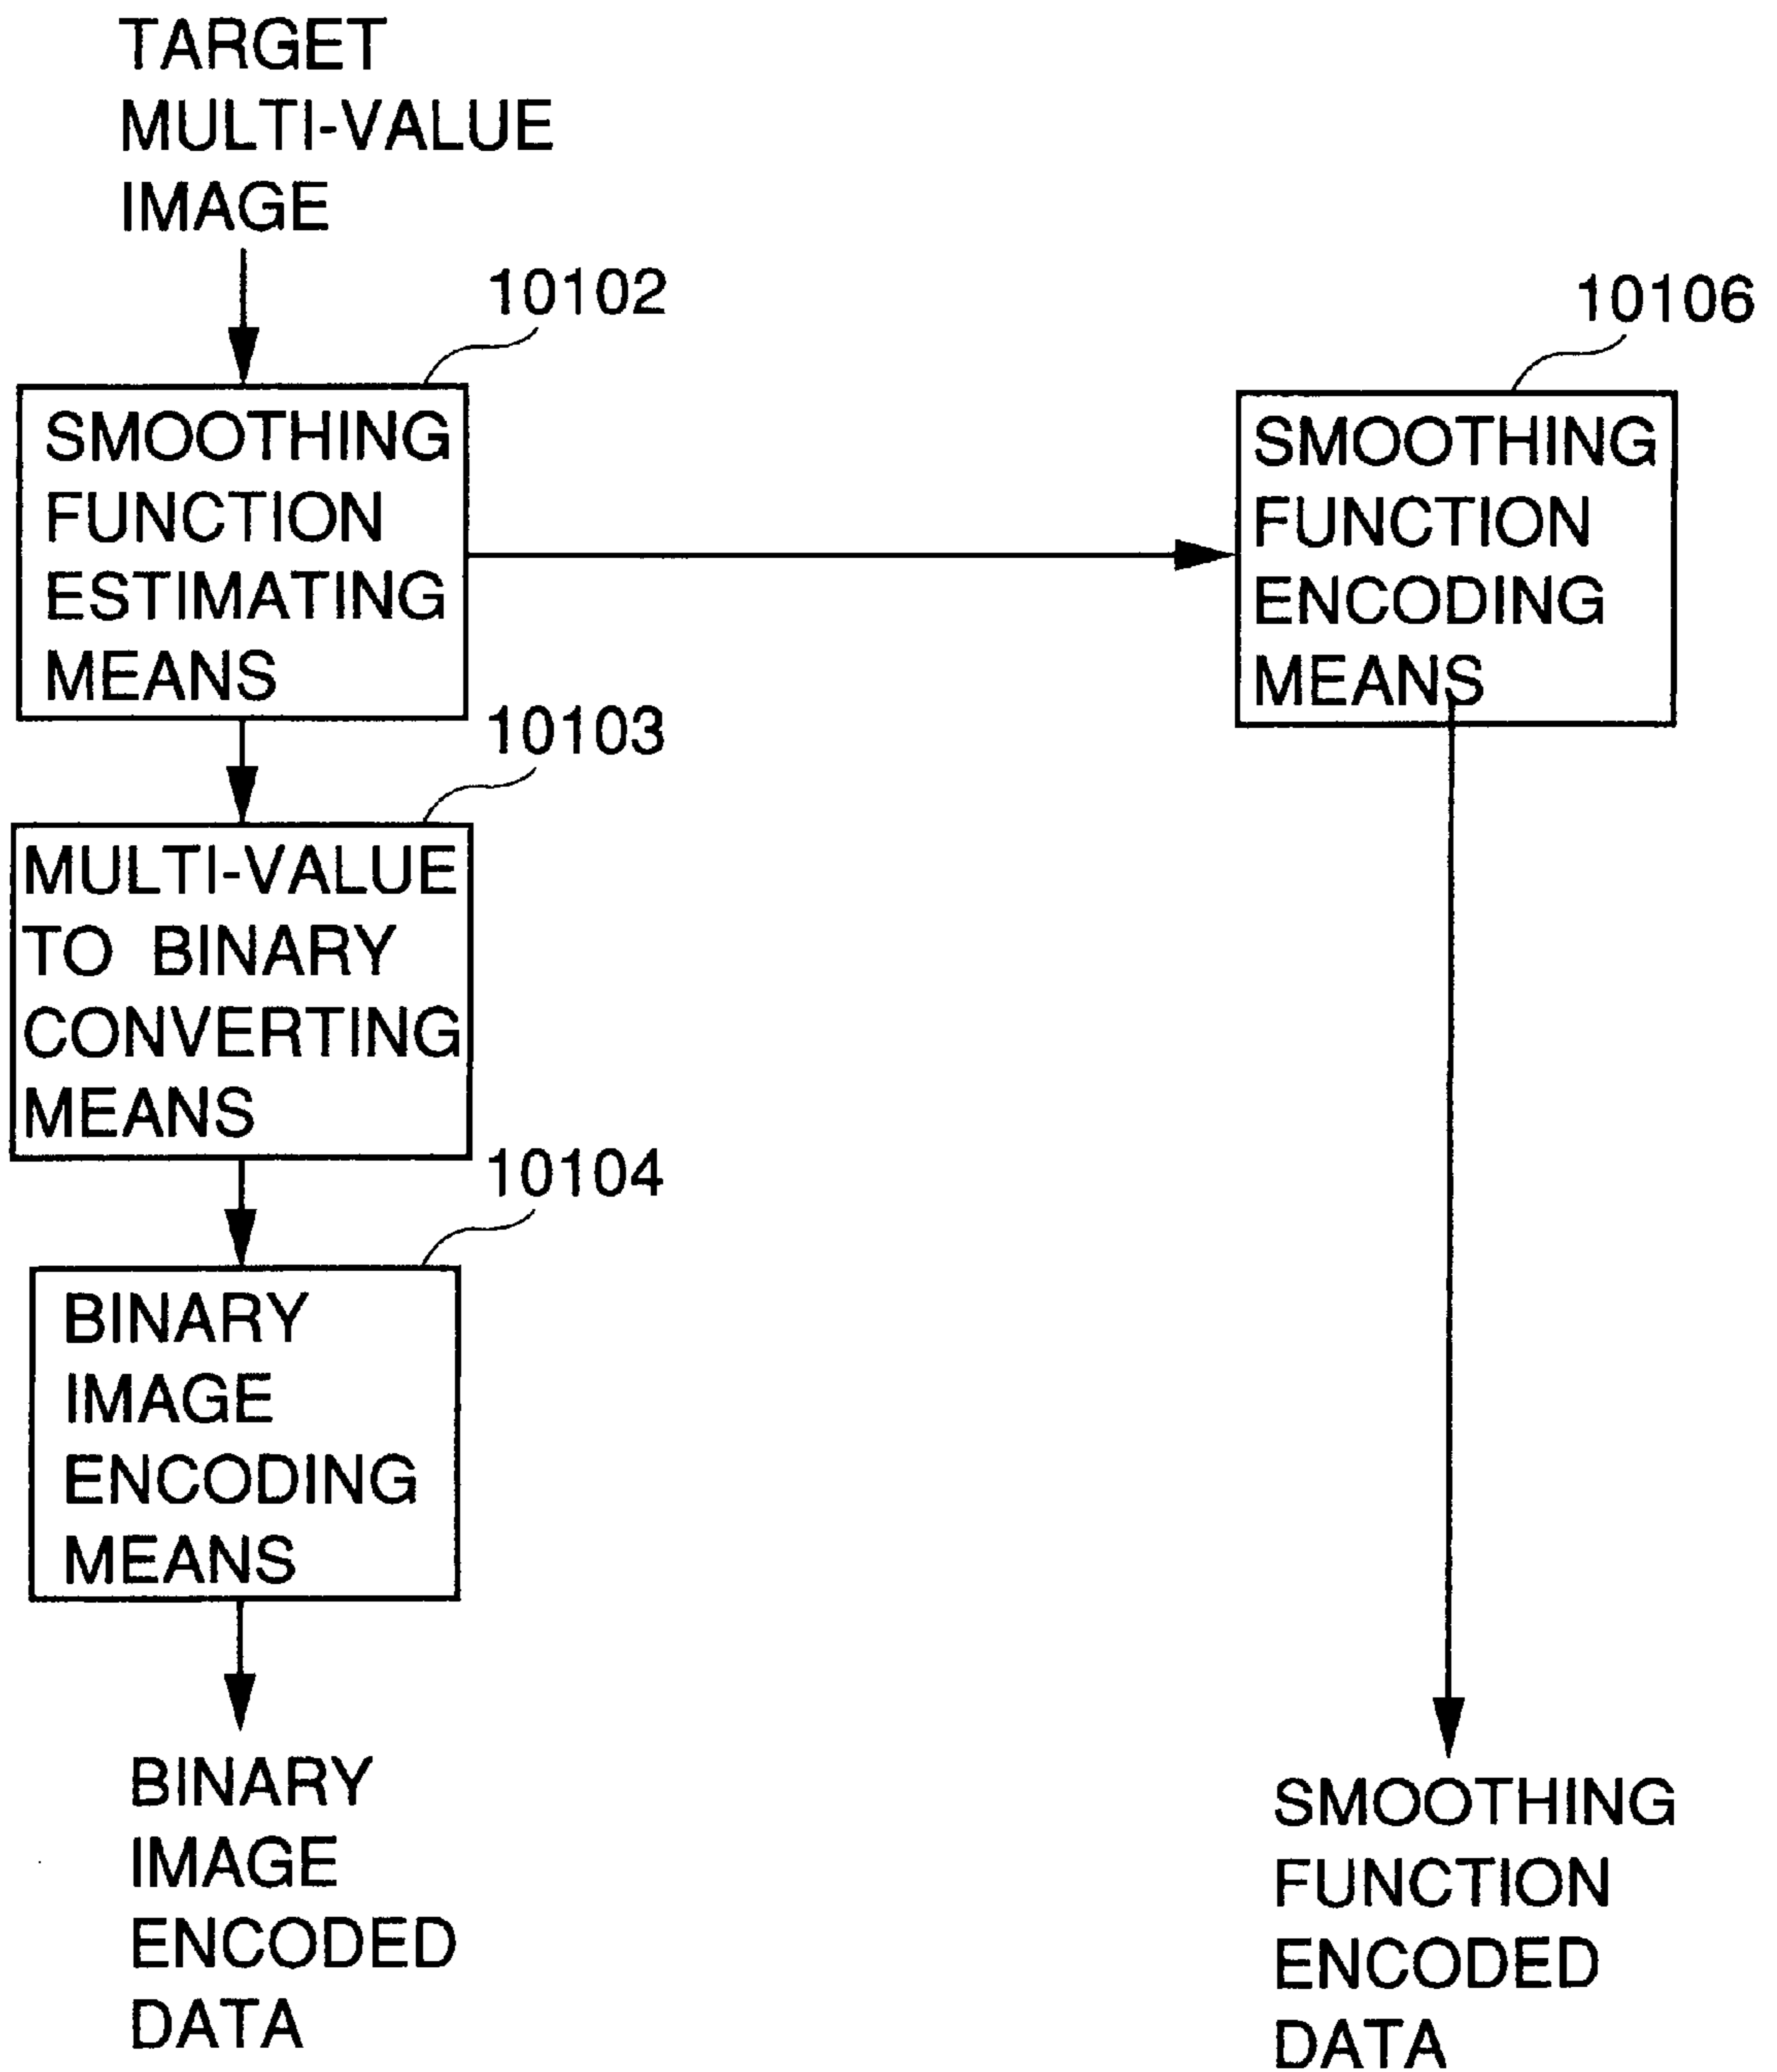 TARGET
MULTI-VALUE
IMAGE
10102
10106
SMOOTHING
FUNCTION
ESTIMATING
MEANS
SMOOTHING
FUNCTION
ENCODING
MEANS
10103
MULTI-VALUE
TO BINARY
CONVERTING
MEANS
10104
BINARY
IMAGE
ENCODING
MEANS
BINARY
IMAGE
ENCODED
DATA
SMOOTHING
FUNCTION
ENCODED
DATA